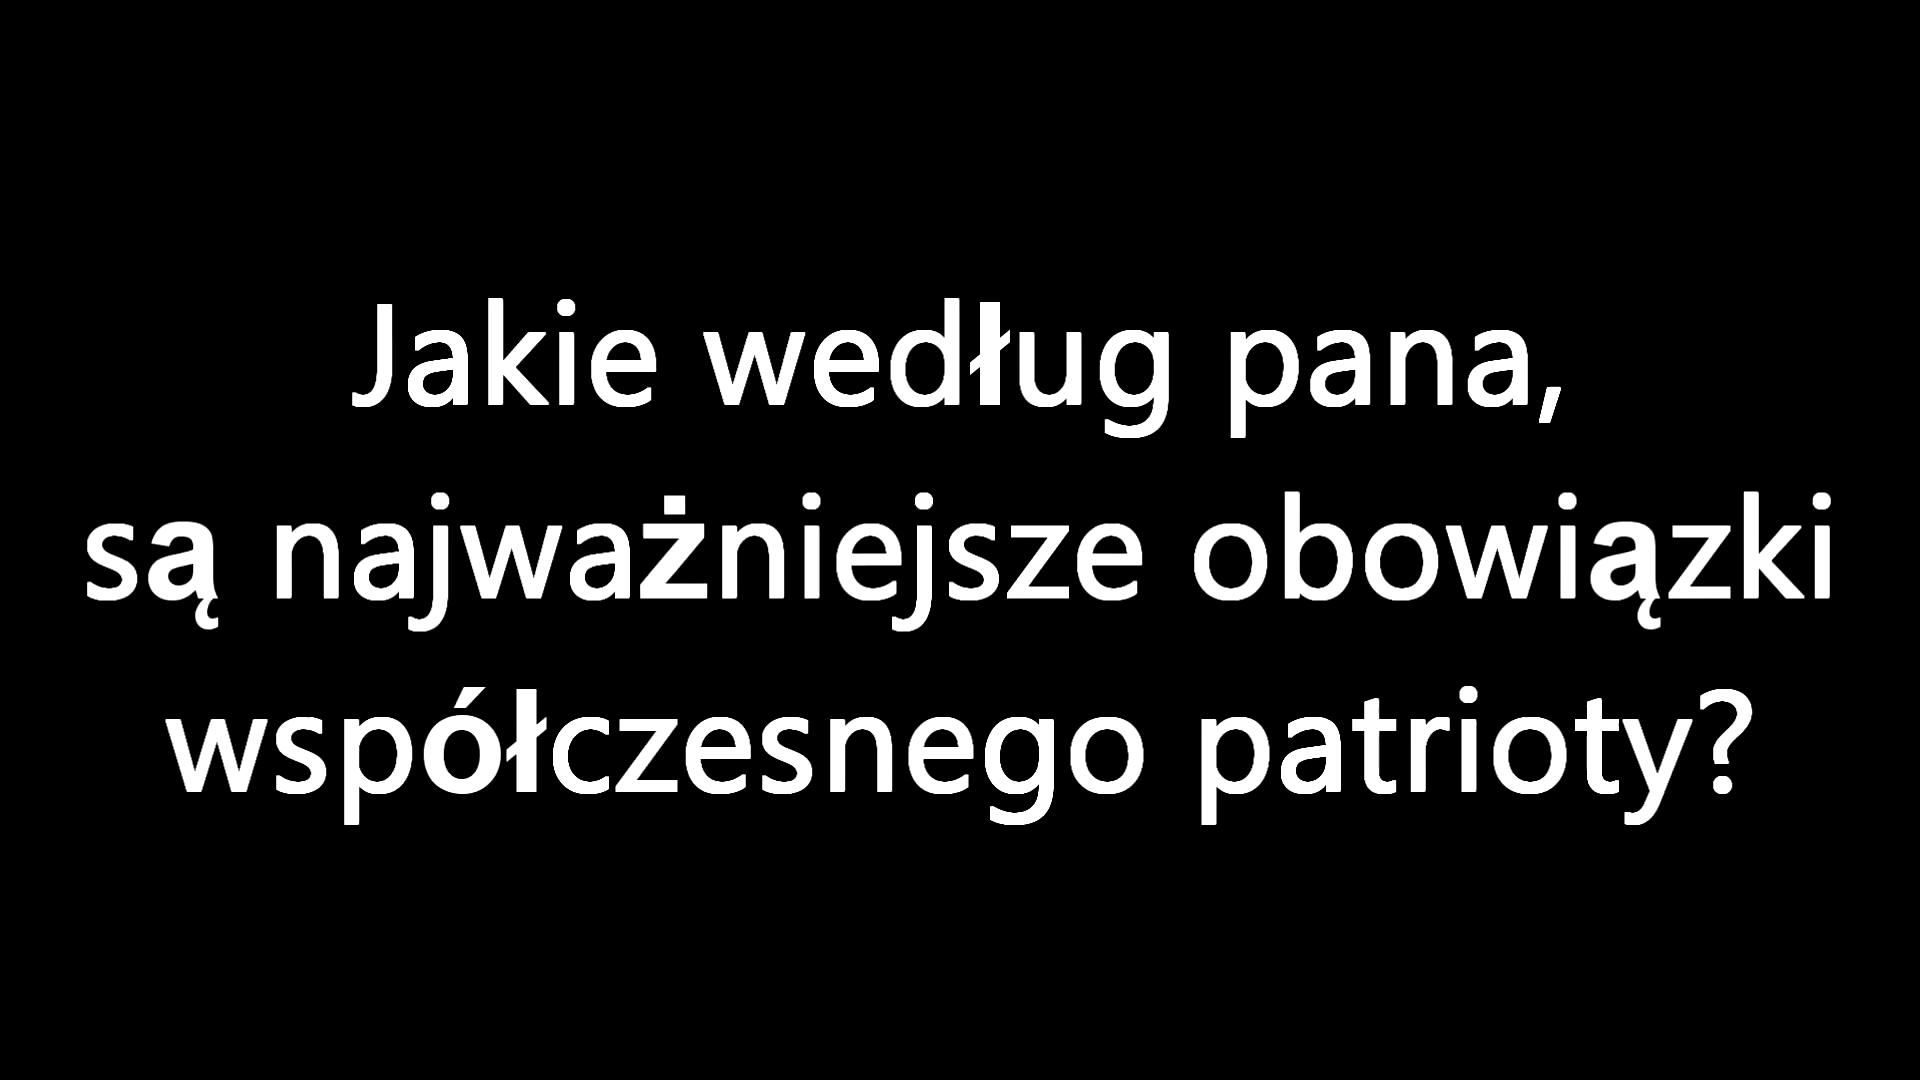 Jakie według pana,
są najważniejsze obowiązki
współczesnego patrioty?